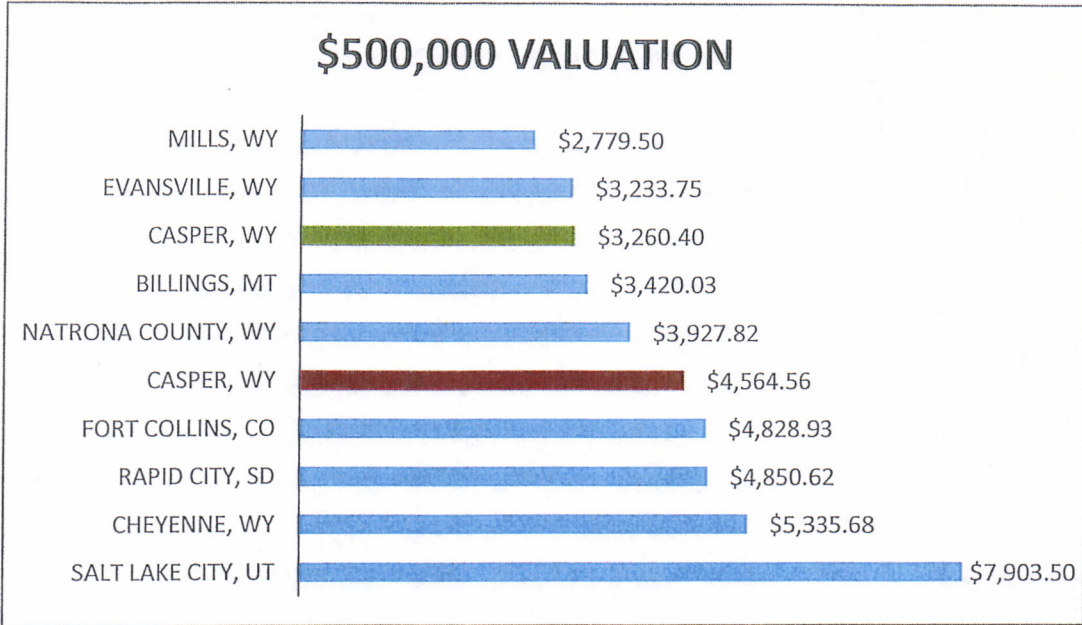 $500,000 VALUATION
MILLS, WY $2,779.50
EVANSVILLE, WY $3,233.75
CASPER, WY $3,260.40
BILLINGS, MT $3,420.03
NATRONA COUNTY, WY $3,927.82
CASPER, WY $4,564.56
FORT COLLINS, CO $4,828.93
RAPID CITY, SD $4,850.62
CHEYENNE, WY $5,335.68
SALT LAKE CITY, UT $7,903.50